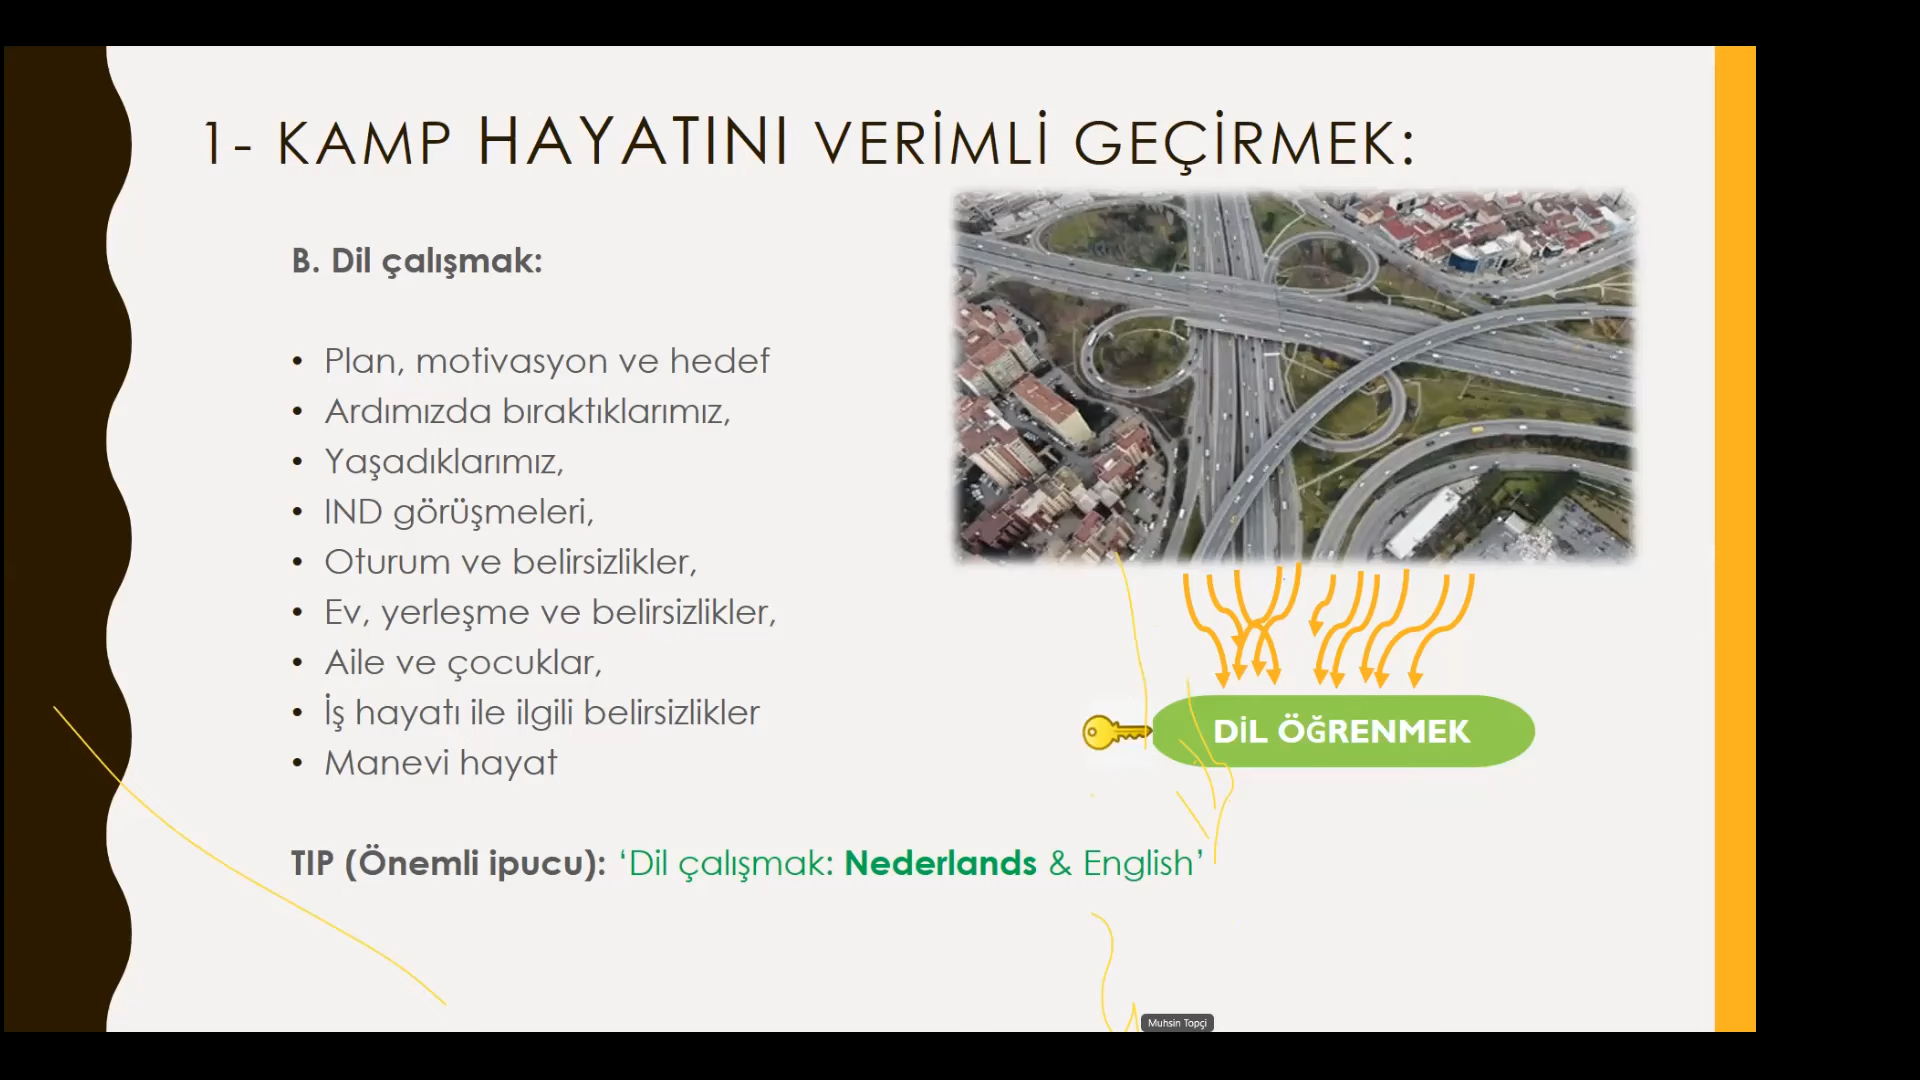 1- KAMP HAYATINI VERİMLİ GEÇİRMEK:
B. Dil çalışmak:
• Plan, motivasyon ve hedef
• Ardımızda bıraktıklarımız,
• Yaşadıklarımız,
• IND görüşmeleri,
• Oturum ve belirsizlikler,
• Ev, yerleşme ve belirsizlikler,
• Aile ve çocuklar,
• İş hayatı ile ilgili belirsizlikler
• Manevi hayat
DİL ÖĞRENMEK
TIP (Önemli ipucu): ‘Dil çalışmak: Nederlands & English’
Muhsin Topçi